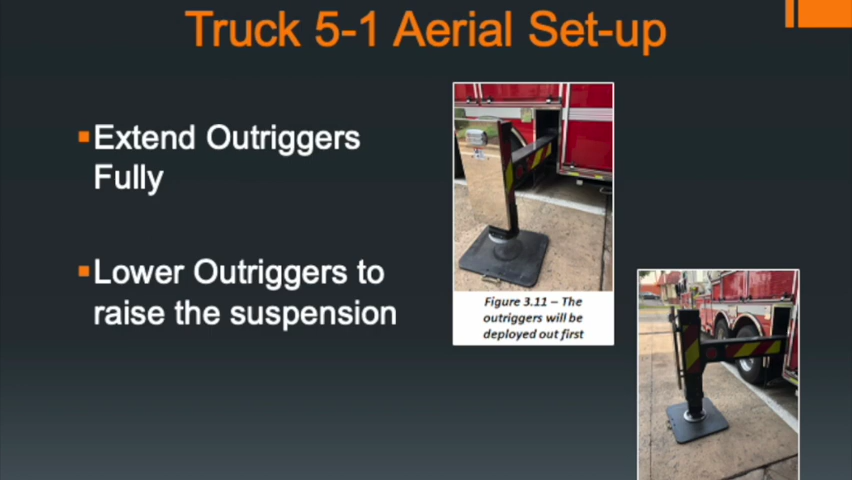 Truck 5-1 Aerial Set-up
Extend Outriggers
Fully
Lower Outriggers to
raise the suspension
Figure 3.11 – The
outriggers will be
deployed out first